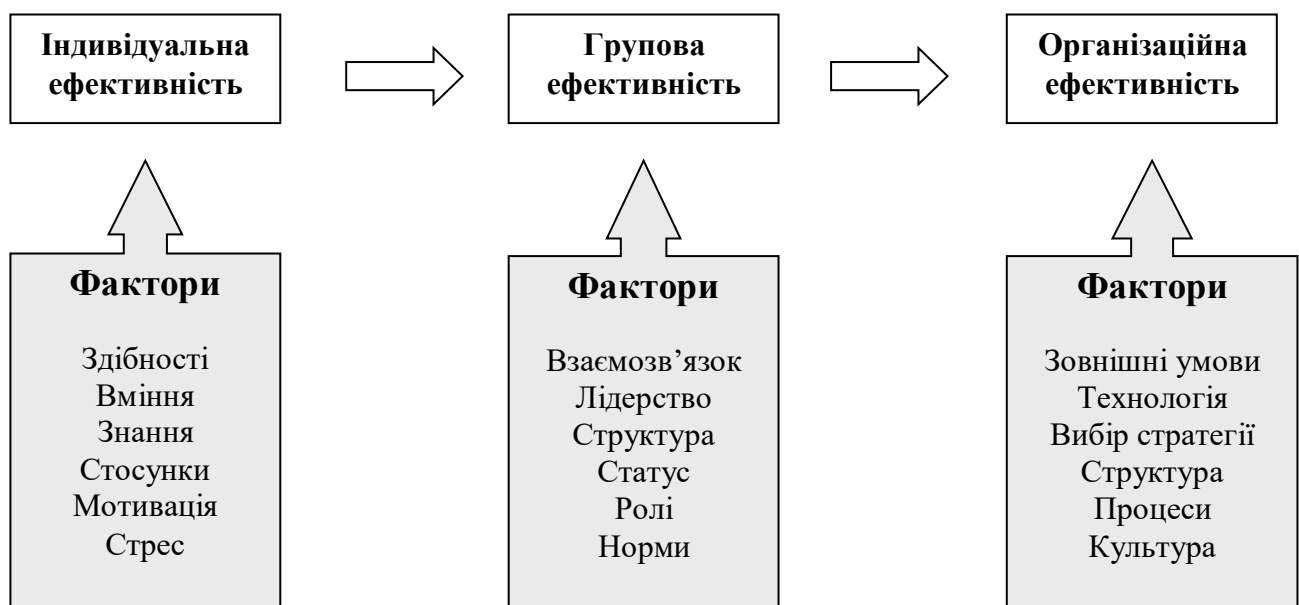 Індивідуальна
ефективність
Групова
ефективність
Організаційна
ефективність
Фактори
Здібності
Вміння
Знання
Стосунки
Мотивація
Стрес
Фактори
Взаємозв’язок
Лідерство
Структура
Статус
Ролі
Норми
Фактори
Зовнішні умови
Технологія
Вибір стратегії
Структура
Процеси
Культура